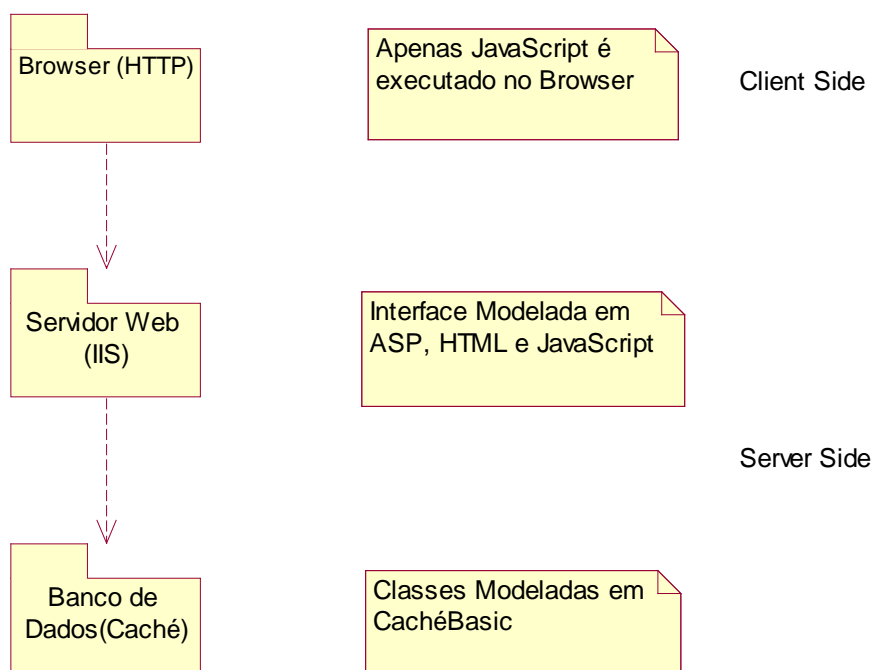 Browser (HTTP)
Apenas JavaScript é
executado no Browser
Client Side
Servidor Web
(IIS)
Interface Modelada em
ASP, HTML e JavaScript
Server Side
Banco de
Dados(Caché)
Classes Modeladas em
CachéBasic